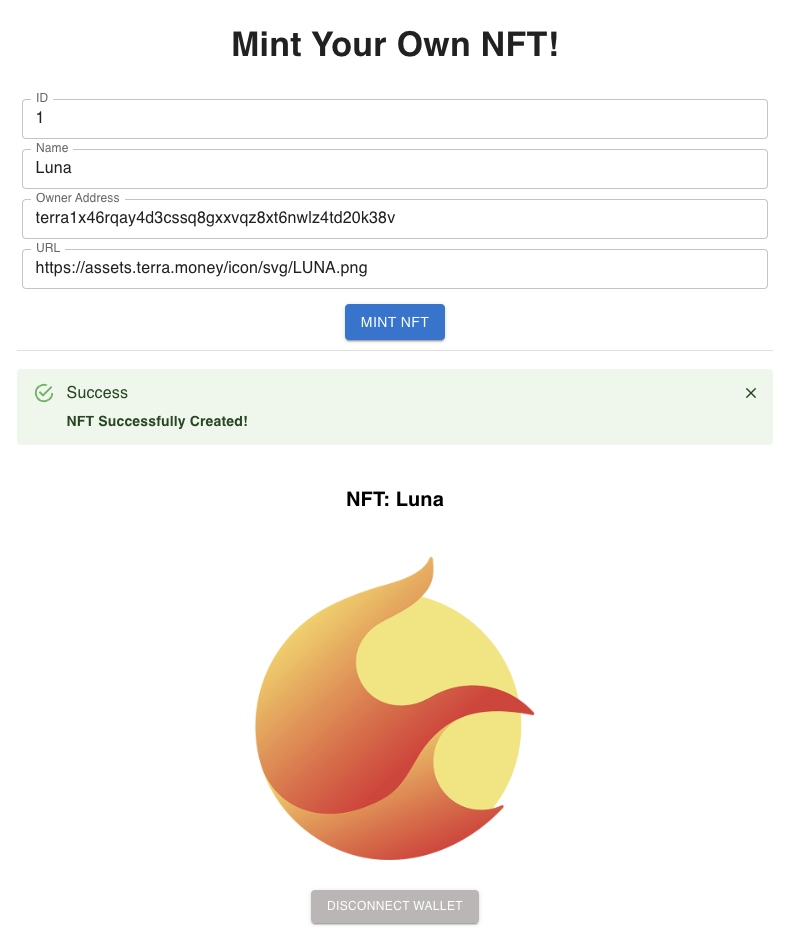 Mint Your Own NFT!
ID
1
Name
Luna
Owner Address
terra1x46rqay4d3cssq8gxxvqz8xt6nwlz4td20k38v
URL
https://assets.terra.money/icon/svg/LUNA.png
MINT NFT
Success
NFT Successfully Created!
NFT: Luna
DISCONNECT WALLET